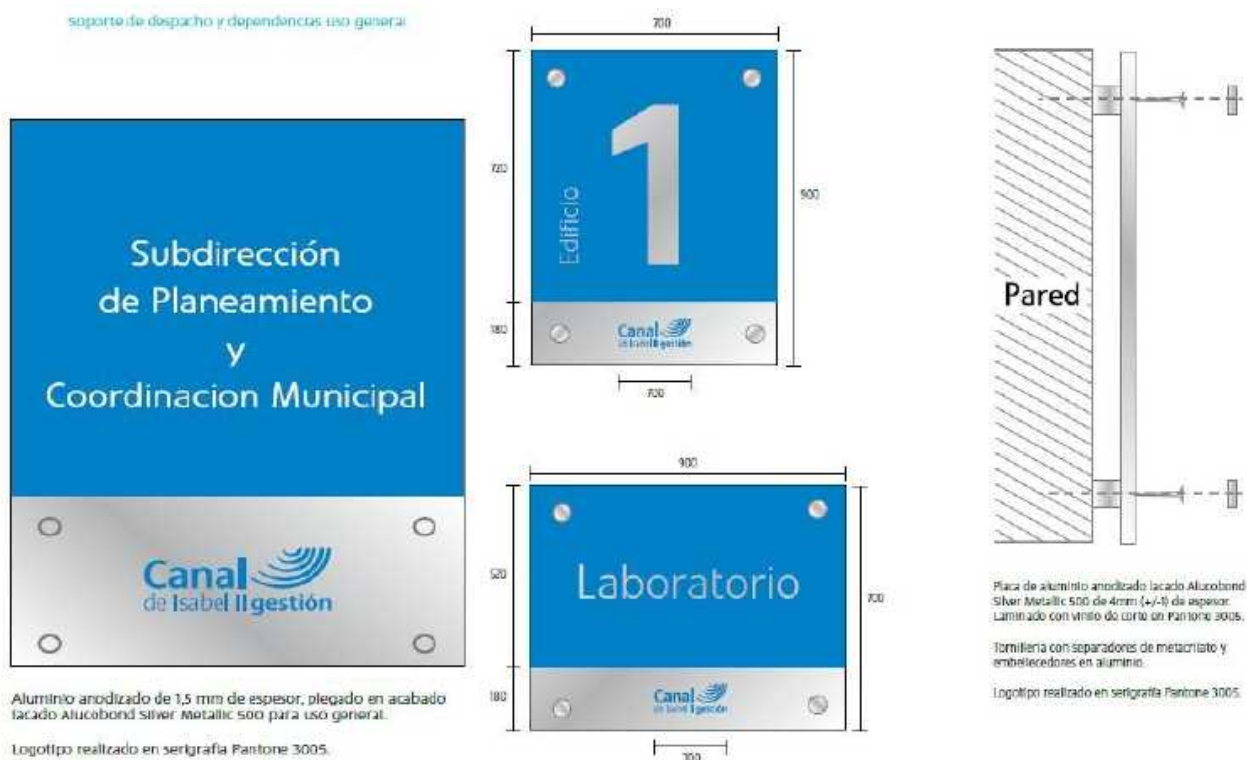 soporte de despacho y dependencias uso general
Subdirección
de Planeamiento
y
Coordinacion Municipal
Canal
de Isabel II gestión
Aluminio anodizado de 1,5 mm de espesor, plegado en acabado
lacado Alucobond Silver Metallic 500 para uso general.
Logotipo realizado en serigrafía Pantone 3005.
700
720
900
Edificio
1
180
Canal
de Isabel II gestión
700
900
520
700
Laboratorio
180
Canal
de Isabel II gestión
Pared
Placa de aluminio anodizado lacado Alucobond
Silver Metallic 500 de 4mm (+/-1) de espesor.
Laminado con vinilo de corte en Pantone 3005.
Tornillería con separadores de metacrilato y
embellecedores en aluminio.
Logotipo realizado en serigrafía Pantone 3005.